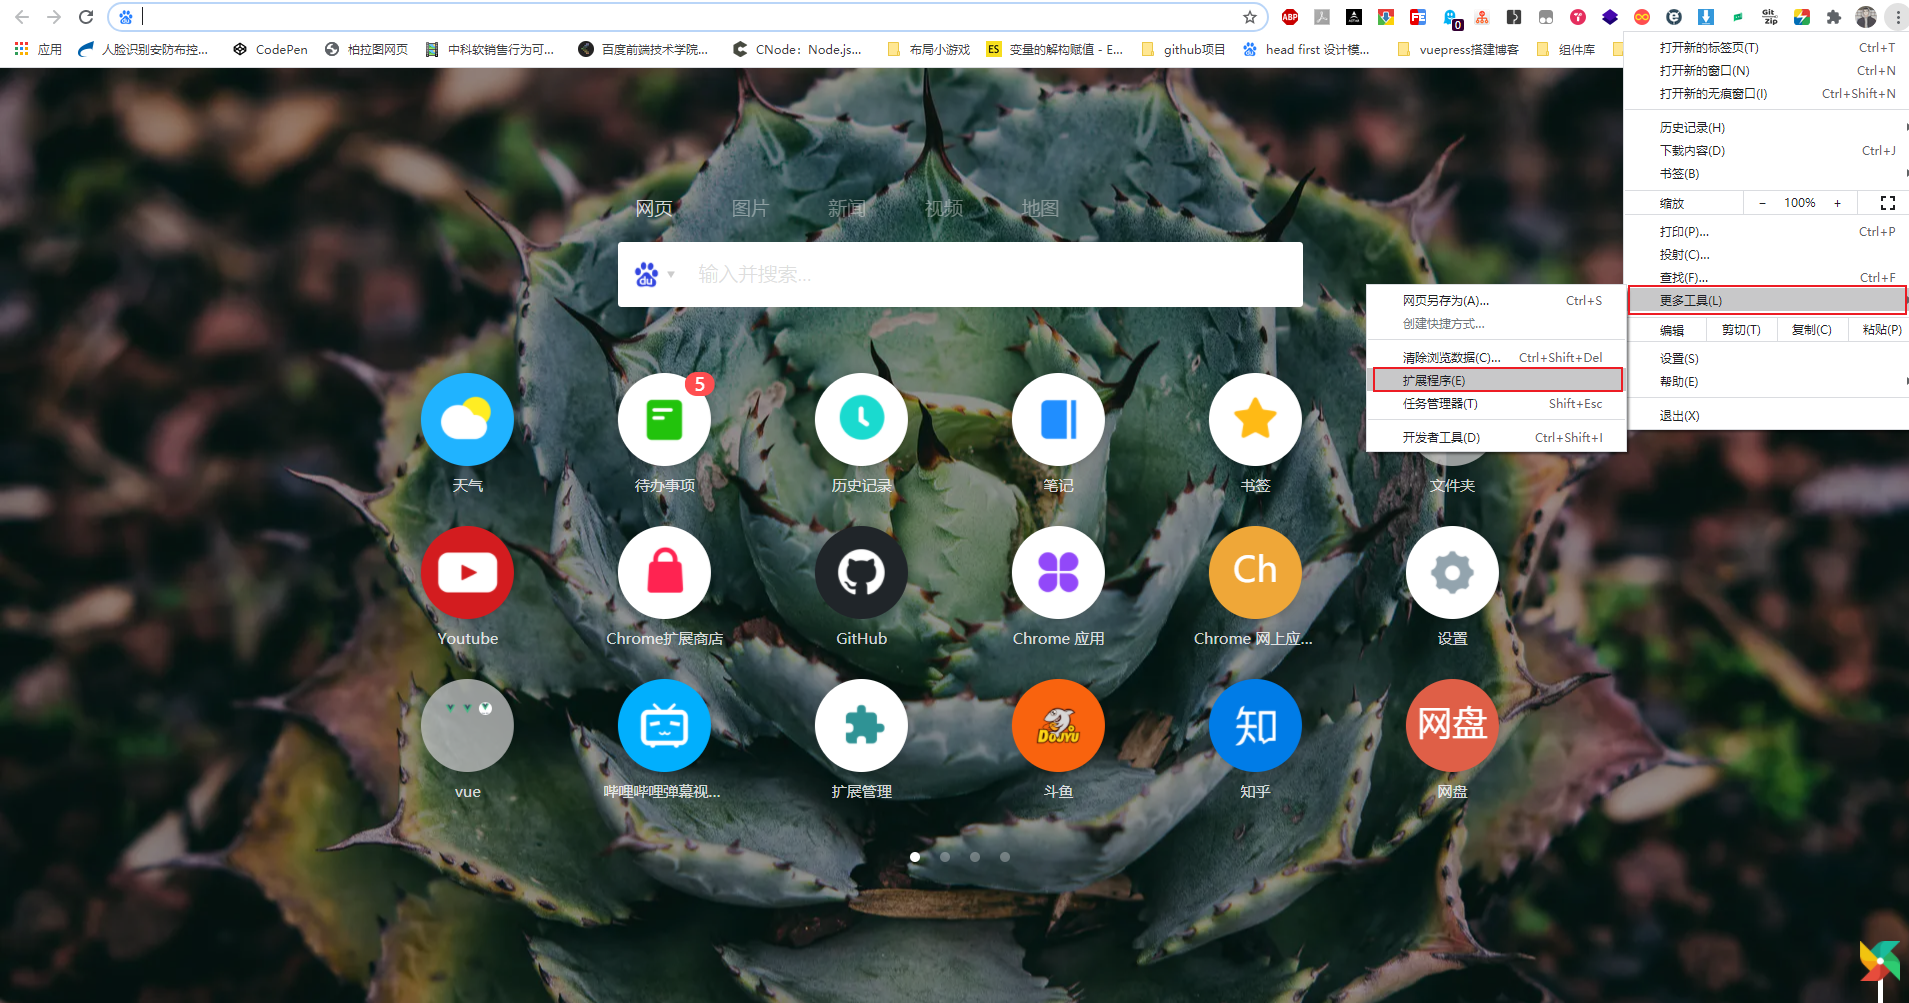 ABP
FE
0
Git
Zip
应用
人脸识别安防布控...
CodePen
柏拉图网页
中科软销售行为可...
百度前端技术学院...
CNode：Node.js...
布局小游戏
ES
变量的解构赋值 - E...
github项目
head first 设计模...
vuepress搭建博客
组件库
打开新的标签页(T) Ctrl+T
打开新的窗口(N) Ctrl+N
打开新的无痕窗口(I) Ctrl+Shift+N
历史记录(H)
下载内容(D) Ctrl+J
书签(B)
缩放 − 100% +
打印(P)... Ctrl+P
投射(C)...
查找(F)... Ctrl+F
更多工具(L)
编辑 剪切(T) 复制(C) 粘贴(P)
设置(S)
帮助(E)
退出(X)
网页另存为(A)... Ctrl+S
创建快捷方式...
清除浏览数据(C)... Ctrl+Shift+Del
扩展程序(E)
任务管理器(T) Shift+Esc
开发者工具(D) Ctrl+Shift+I
网页 图片 新闻 视频 地图
du
输入并搜索...
5
天气 待办事项 历史记录 笔记 书签 文件夹
Ch
Youtube Chrome扩展商店 GitHub Chrome 应用 Chrome 网上应... 设置
DOUYU
知
网盘
vue 哔哩哔哩弹幕视... 扩展管理 斗鱼 知乎 网盘